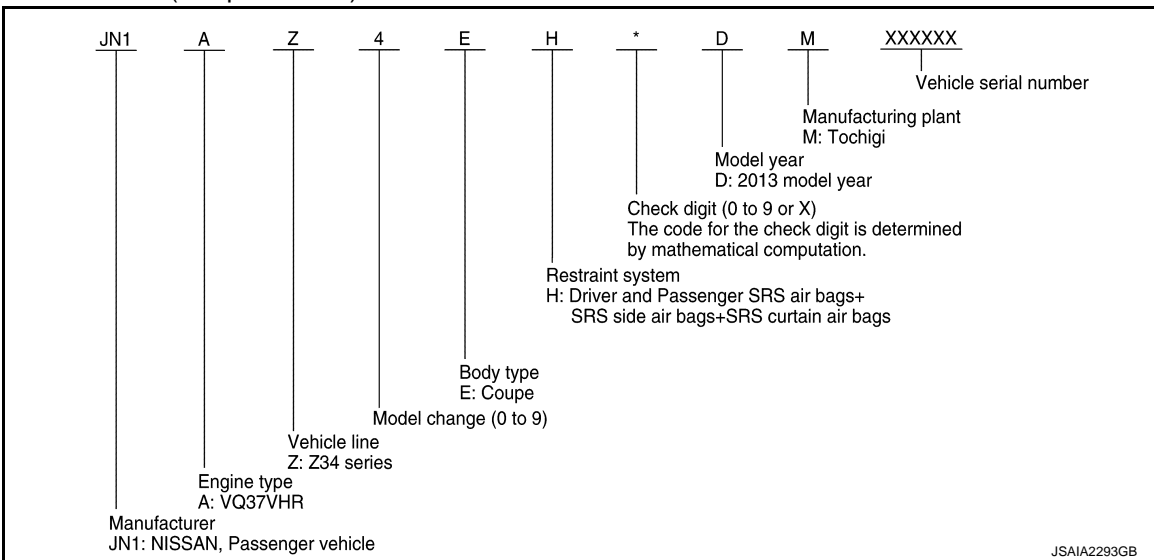 JN1 A Z 4 E H * D M XXXXXX
Vehicle serial number
Manufacturing plant
M: Tochigi
Model year
D: 2013 model year
Check digit (0 to 9 or X)
The code for the check digit is determined
by mathematical computation.
Restraint system
H: Driver and Passenger SRS air bags+
SRS side air bags+SRS curtain air bags
Body type
E: Coupe
Model change (0 to 9)
Vehicle line
Z: Z34 series
Engine type
A: VQ37VHR
Manufacturer
JN1: NISSAN, Passenger vehicle
JSAIA2293GB